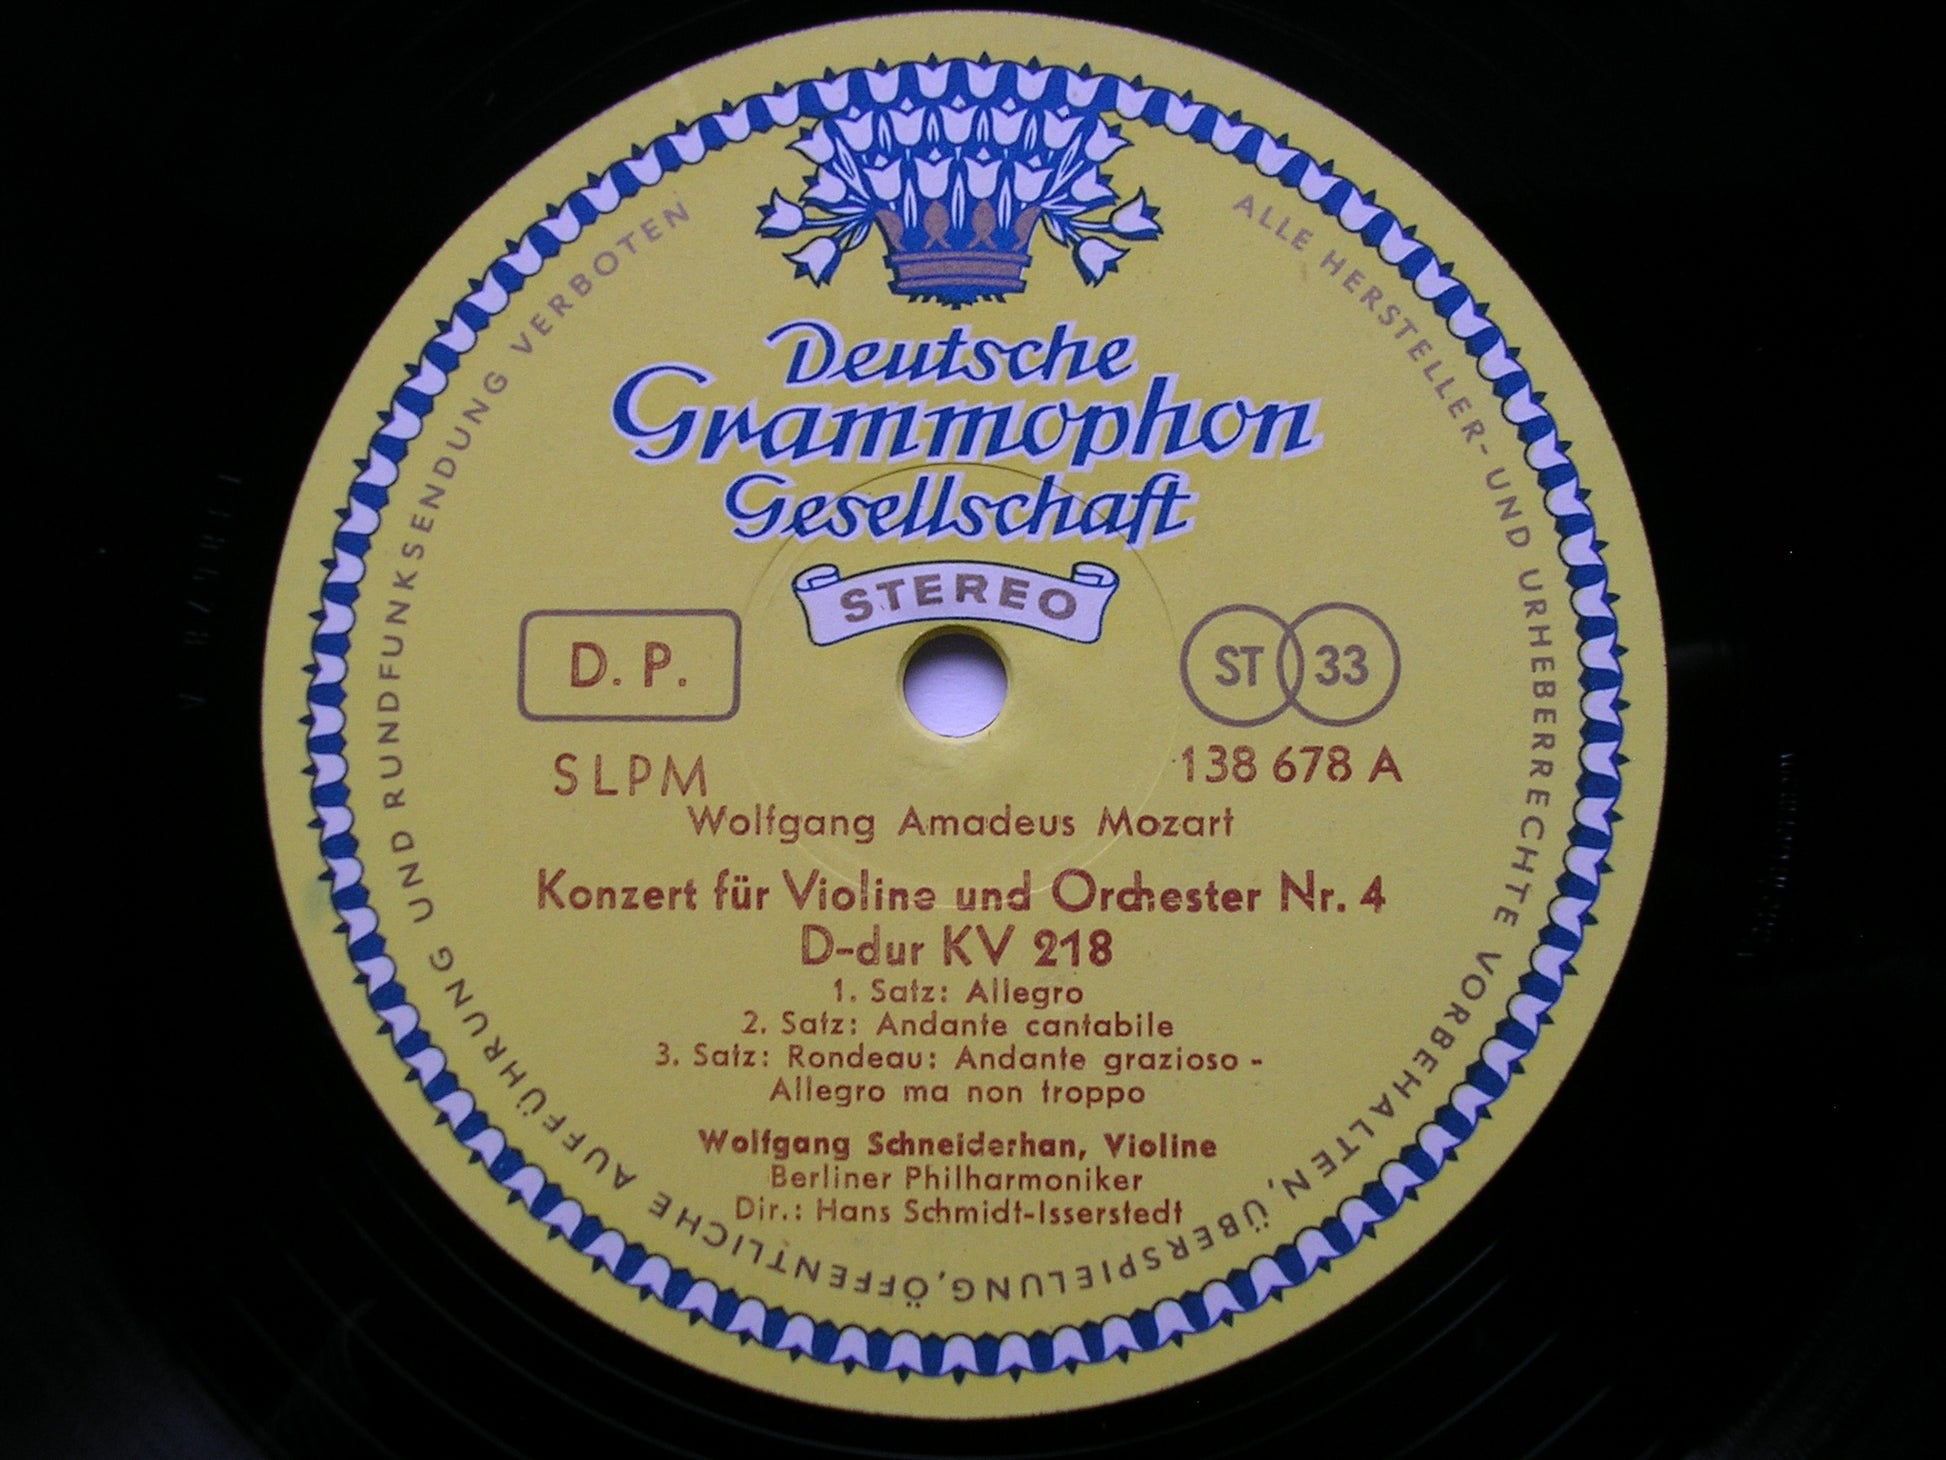 Deutsche
Grammophon
Gesellschaft
STEREO
D. P.
ST 33
SLPM
138 678 A
Wolfgang Amadeus Mozart
Konzert für Violine und Orchester Nr. 4
D-dur KV 218
1. Satz: Allegro
2. Satz: Andante cantabile
3. Satz: Rondeau: Andante grazioso -
Allegro ma non troppo
Wolfgang Schneiderhan, Violine
Berliner Philharmoniker
Dir.: Hans Schmidt-Isserstedt
ALLE HERSTELLER- UND URHEBERRECHTE VORBEHALTEN, ÜBERSPIELUNG, ÖFFENTLICHE AUFFÜHRUNG UND RUNDFUNKSENDUNG VERBOTEN